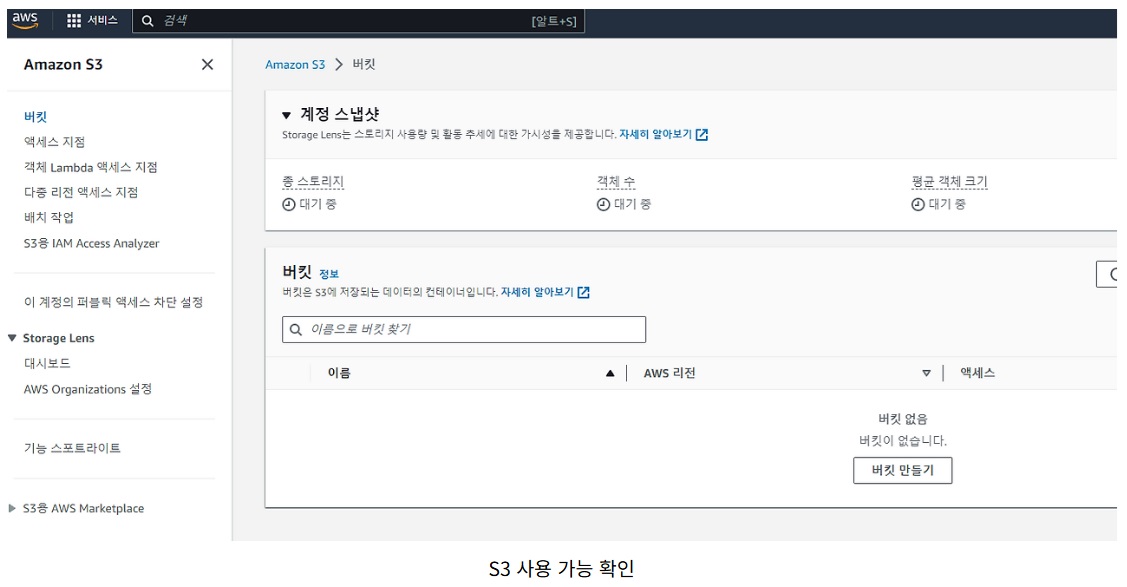 aws
서비스
검색
[알트+S]
Amazon S3
버킷
액세스 지점
객체 Lambda 액세스 지점
다중 리전 액세스 지점
배치 작업
S3용 IAM Access Analyzer
이 계정의 퍼블릭 액세스 차단 설정
Storage Lens
대시보드
AWS Organizations 설정
기능 스포트라이트
S3용 AWS Marketplace
Amazon S3 > 버킷
계정 스냅샷
Storage Lens는 스토리지 사용량 및 활동 추세에 대한 가시성을 제공합니다. 자세히 알아보기
총 스토리지
대기 중
객체 수
대기 중
평균 객체 크기
대기 중
버킷 정보
버킷은 S3에 저장되는 데이터의 컨테이너입니다. 자세히 알아보기
이름으로 버킷 찾기
이름
AWS 리전
액세스
버킷 없음
버킷이 없습니다.
버킷 만들기
S3 사용 가능 확인